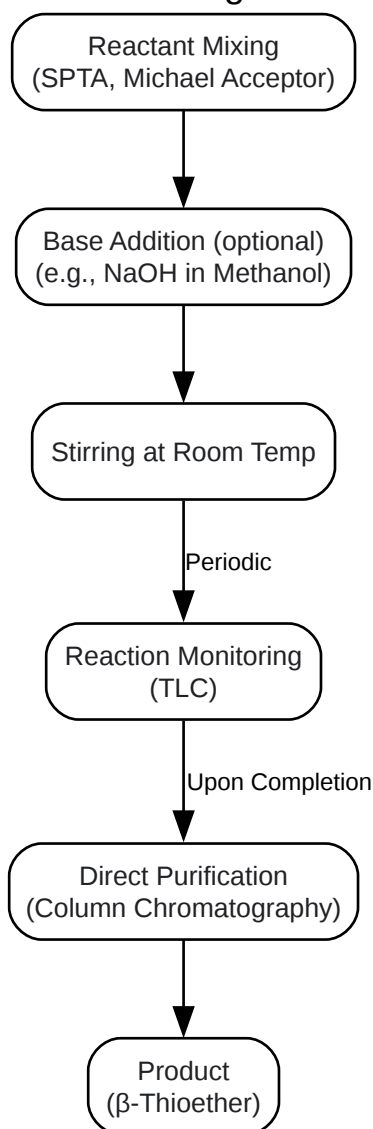 Reactant Mixing
(SPTA, Michael Acceptor)
Base Addition (optional)
(e.g., NaOH in Methanol)
Stirring at Room Temp
Periodic
Reaction Monitoring
(TLC)
Upon Completion
Direct Purification
(Column Chromatography)
Product
(β-Thioether)